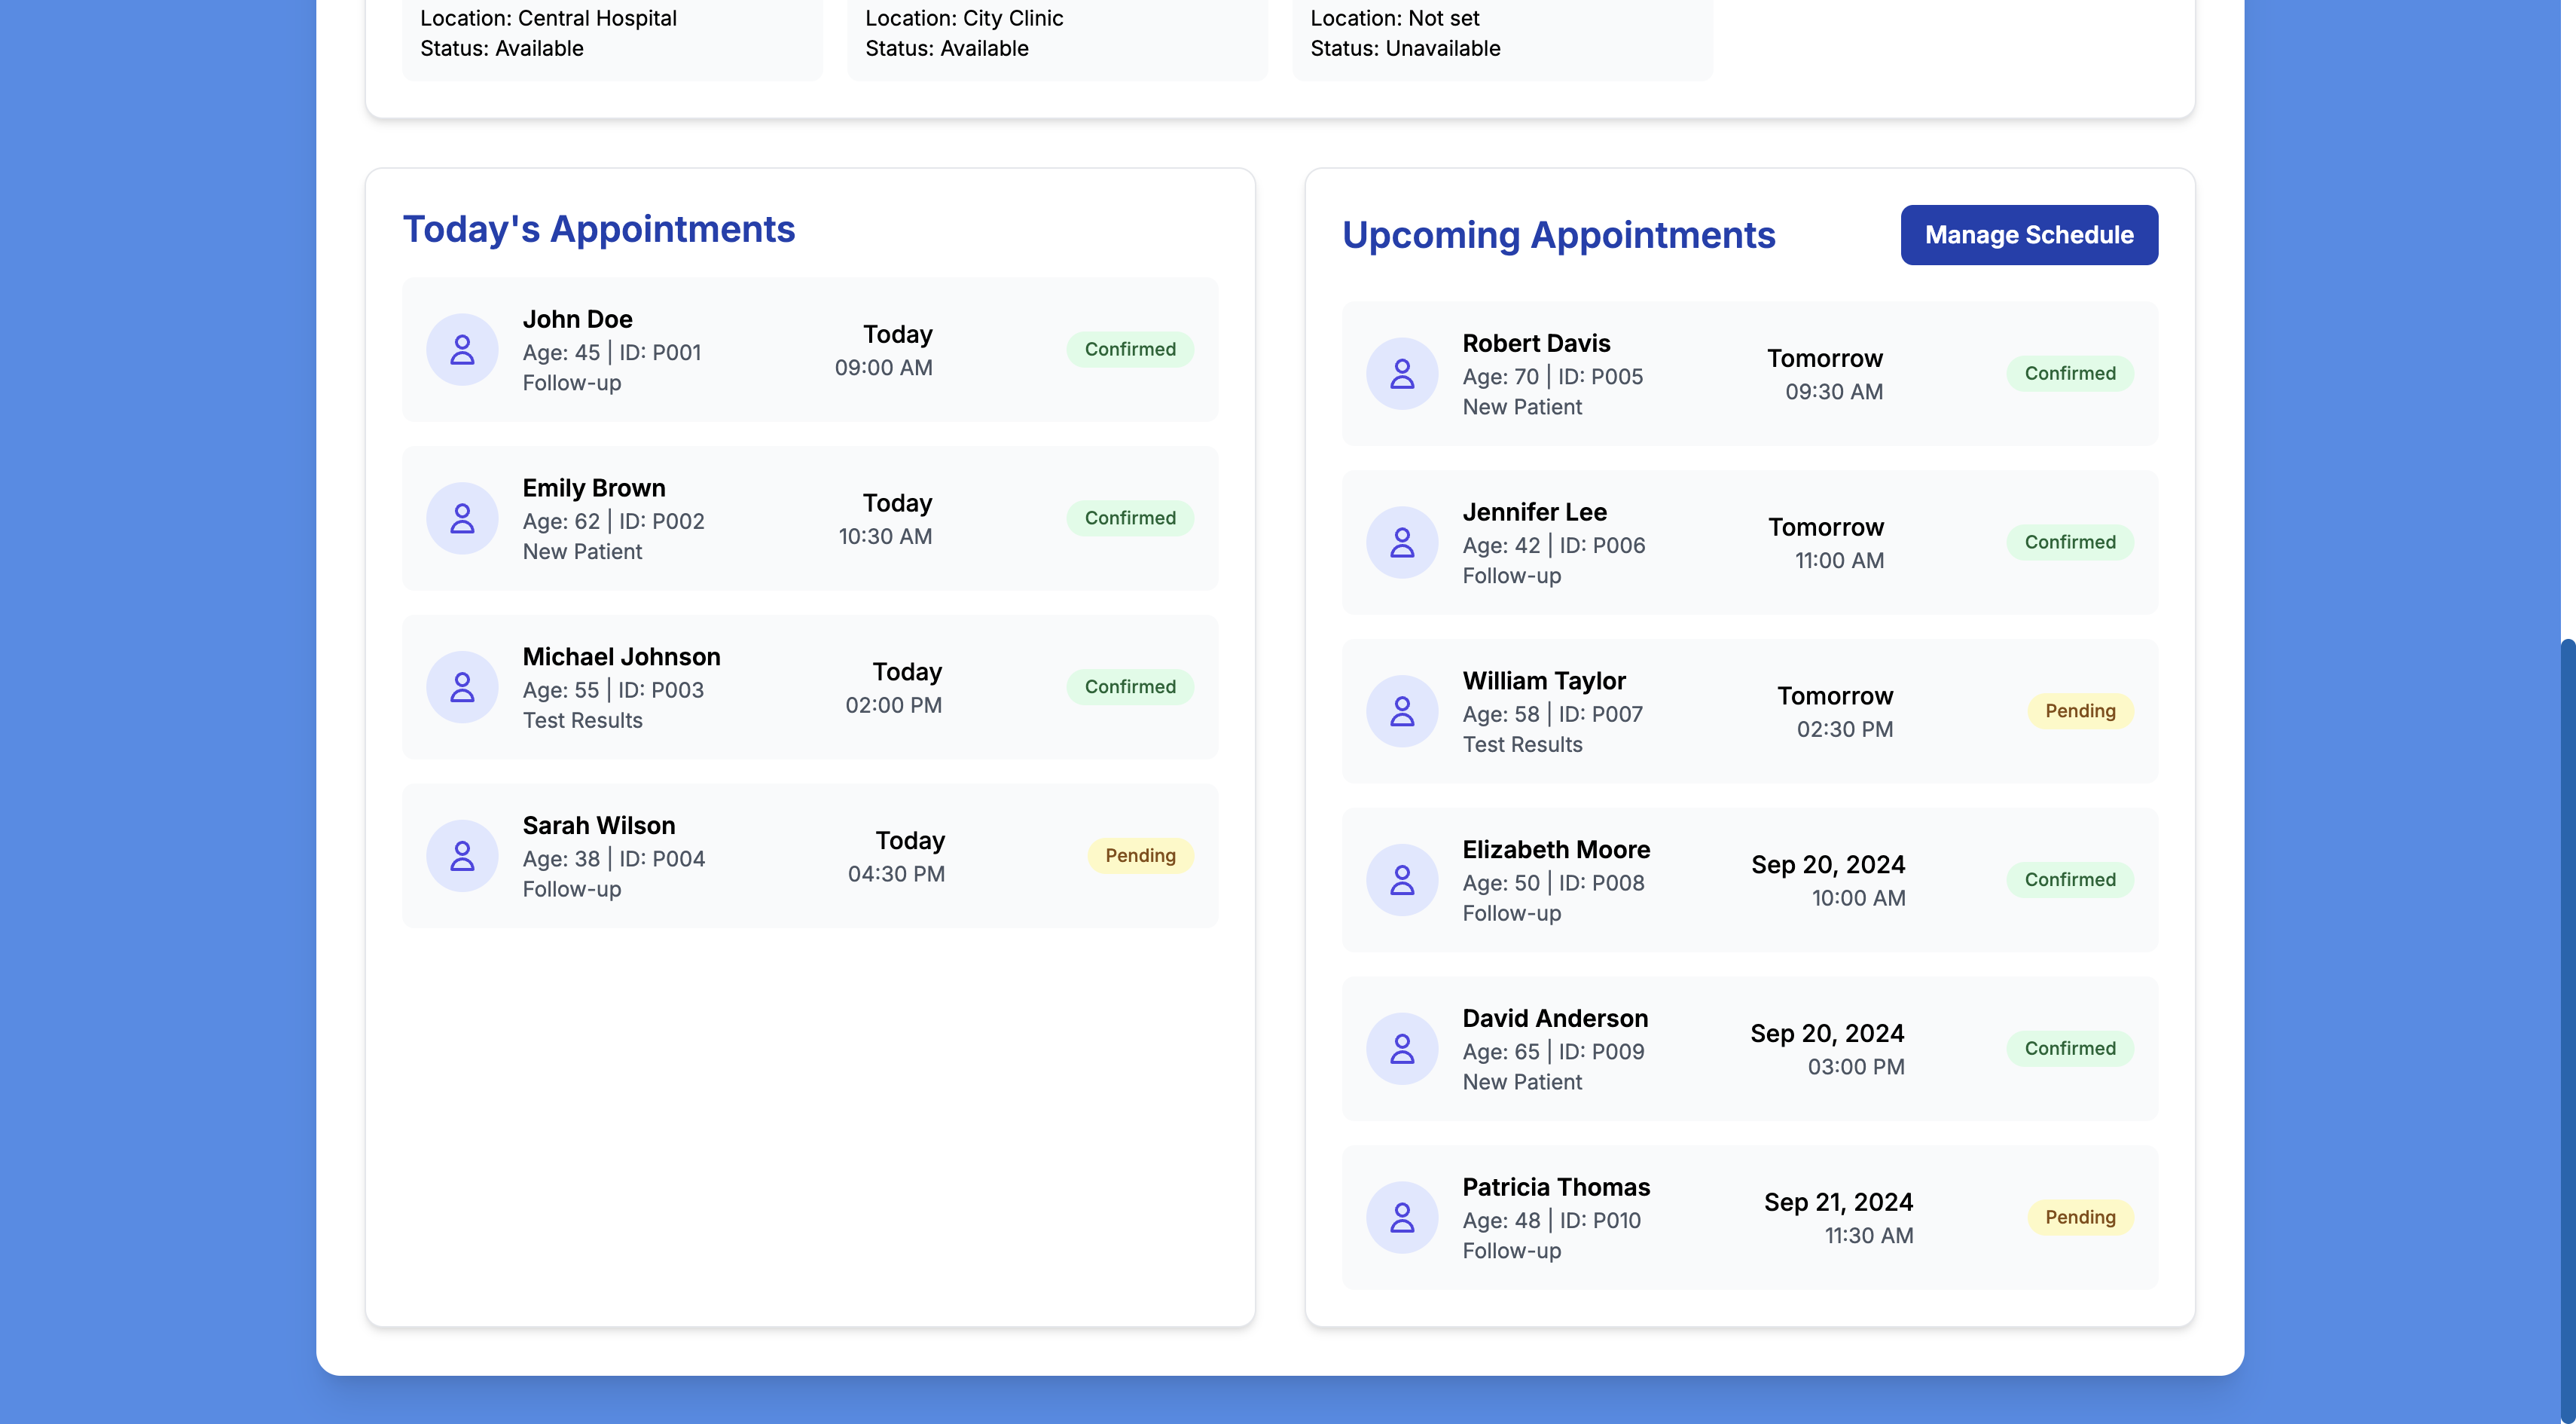 Location: Central Hospital
Status: Available
Location: City Clinic
Status: Available
Location: Not set
Status: Unavailable
Today's Appointments
John Doe
Age: 45 | ID: P001
Follow-up
Today
09:00 AM
Confirmed
Emily Brown
Age: 62 | ID: P002
New Patient
Today
10:30 AM
Confirmed
Michael Johnson
Age: 55 | ID: P003
Test Results
Today
02:00 PM
Confirmed
Sarah Wilson
Age: 38 | ID: P004
Follow-up
Today
04:30 PM
Pending
Upcoming Appointments
Manage Schedule
Robert Davis
Age: 70 | ID: P005
New Patient
Tomorrow
09:30 AM
Confirmed
Jennifer Lee
Age: 42 | ID: P006
Follow-up
Tomorrow
11:00 AM
Confirmed
William Taylor
Age: 58 | ID: P007
Test Results
Tomorrow
02:30 PM
Pending
Elizabeth Moore
Age: 50 | ID: P008
Follow-up
Sep 20, 2024
10:00 AM
Confirmed
David Anderson
Age: 65 | ID: P009
New Patient
Sep 20, 2024
03:00 PM
Confirmed
Patricia Thomas
Age: 48 | ID: P010
Follow-up
Sep 21, 2024
11:30 AM
Pending